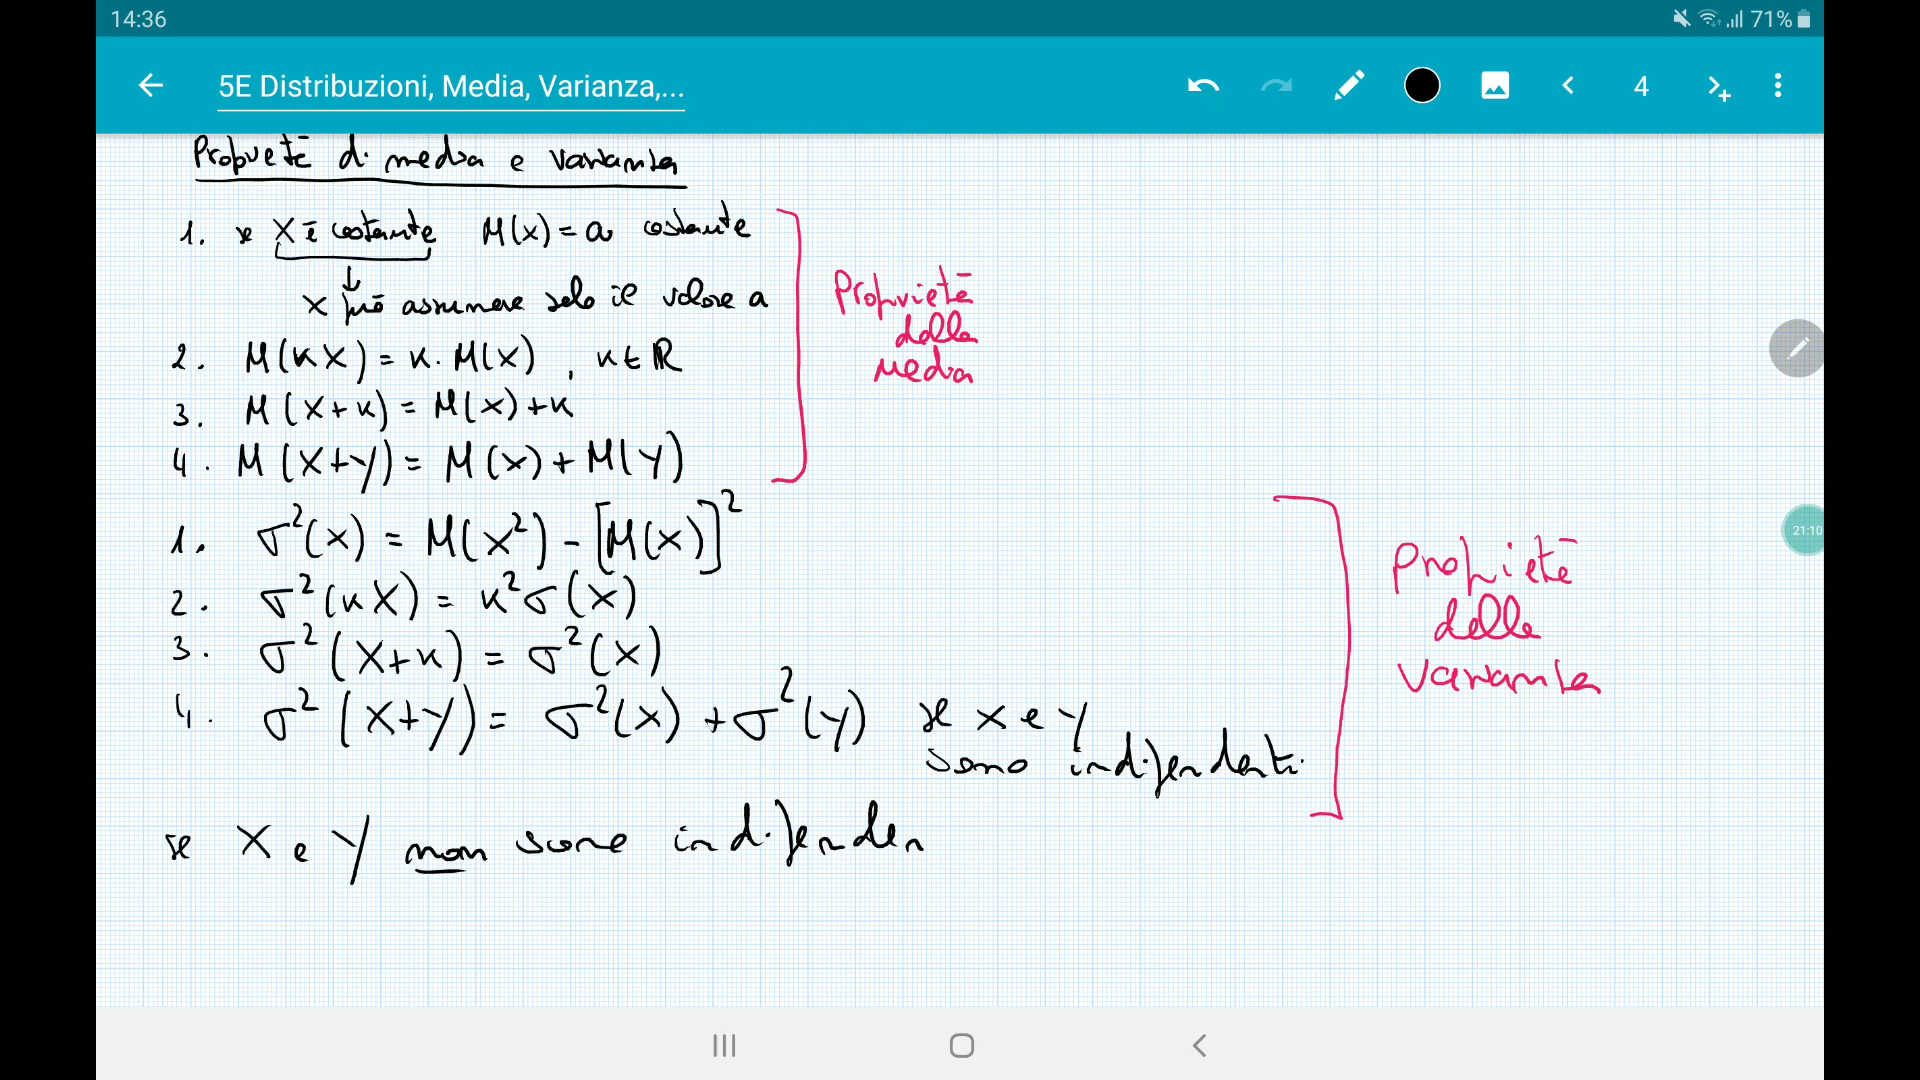 14:36
71%
5E Distribuzioni, Media, Varianza,...
4
Proprietà di media e varianza
1. se X è costante M(x) = a costante
↓
x può assumere solo il valore a
2. M(KX) = K · M(X) , K ∈ ℝ
3. M(X+K) = M(X)+K
4. M(X+Y) = M(X) + M(Y)
Proprietà
della
media
1. σ²(x) = M(X²) - [M(X)]²
2. σ²(KX) = K²σ(X)
3. σ²(X+K) = σ²(X)
4. σ²(X+Y) = σ²(X) + σ²(Y) se X e Y
sono indipendenti
Propietà
della
varianza
se X e Y non sono indipenden
21:10